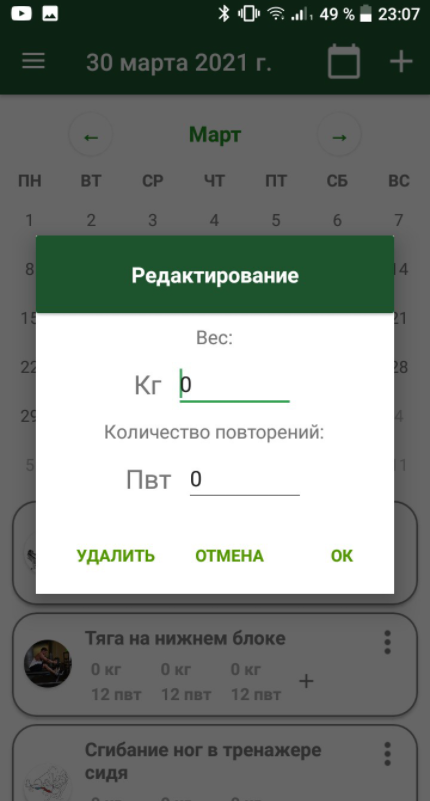 49 % 23:07
30 марта 2021 г. +
← Март →
ПН ВТ СР ЧТ ПТ СБ ВС
1 2 3 4 5 6 7
8 14
15 21
22 28
29 4
5 11
Редактирование
Вес:
Кг 0
Количество повторений:
Пвт 0
УДАЛИТЬ ОТМЕНА ОК
Тяга на нижнем блоке
0 кг 0 кг 0 кг
12 пвт 12 пвт 12 пвт +
Сгибание ног в тренажере
сидя